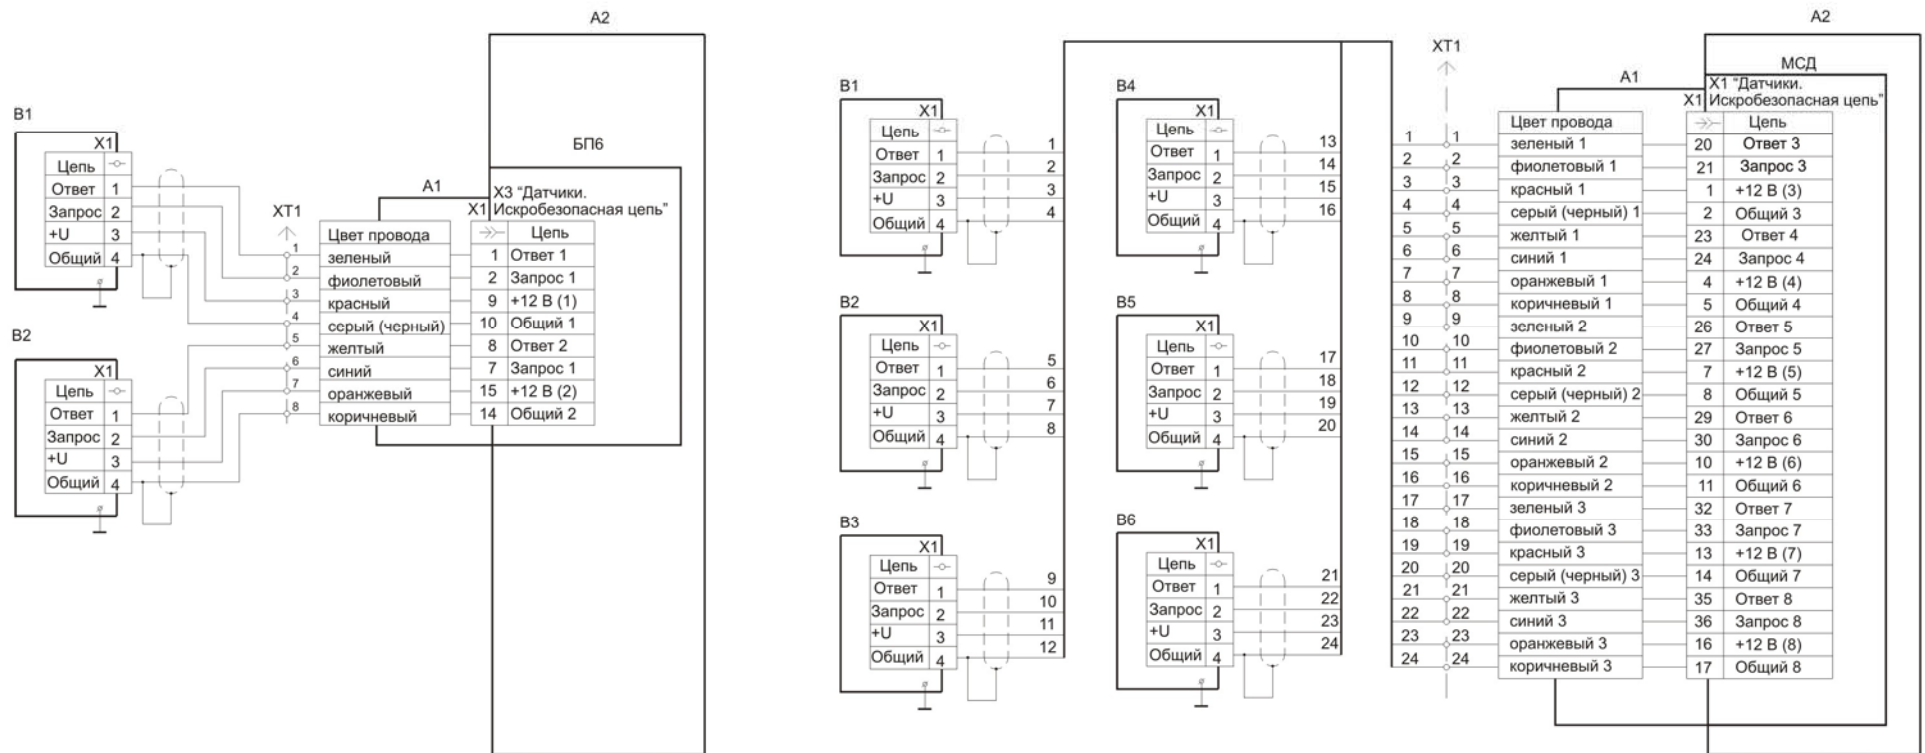 A2
B1
X1
Цепь
Ответ 1
Запрос 2
+U 3
Общий 4
B2
X1
Цепь
Ответ 1
Запрос 2
+U 3
Общий 4
БП6
A1
X3 “Датчики.
X1 Искробезопасная цепь”
XT1
Цвет провода Цепь
1 зеленый 1 Ответ 1
2 фиолетовый 2 Запрос 1
3 красный 9 +12 В (1)
4 серый (черный) 10 Общий 1
5 желтый 8 Ответ 2
6 синий 7 Запрос 1
7 оранжевый 15 +12 В (2)
8 коричневый 14 Общий 2
B1
X1
Цепь
Ответ 1 1
Запрос 2 2
+U 3 3
Общий 4 4
B2
X1
Цепь
Ответ 1 5
Запрос 2 6
+U 3 7
Общий 4 8
B3
X1
Цепь
Ответ 1 9
Запрос 2 10
+U 3 11
Общий 4 12
B4
X1
Цепь
Ответ 1 13
Запрос 2 14
+U 3 15
Общий 4 16
B5
X1
Цепь
Ответ 1 17
Запрос 2 18
+U 3 19
Общий 4 20
B6
X1
Цепь
Ответ 1 21
Запрос 2 22
+U 3 23
Общий 4 24
A2
XT1
МСД
A1
X1 “Датчики.
X1 Искробезопасная цепь”
Цвет провода Цепь
1 1 зеленый 1 20 Ответ 3
2 2 фиолетовый 1 21 Запрос 3
3 3 красный 1 1 +12 В (3)
4 4 серый (черный) 1 2 Общий 3
5 5 желтый 1 23 Ответ 4
6 6 синий 1 24 Запрос 4
7 7 оранжевый 1 4 +12 В (4)
8 8 коричневый 1 5 Общий 4
9 9 зеленый 2 26 Ответ 5
10 10 фиолетовый 2 27 Запрос 5
11 11 красный 2 7 +12 В (5)
12 12 серый (черный) 2 8 Общий 5
13 13 желтый 2 29 Ответ 6
14 14 синий 2 30 Запрос 6
15 15 оранжевый 2 10 +12 В (6)
16 16 коричневый 2 11 Общий 6
17 17 зеленый 3 32 Ответ 7
18 18 фиолетовый 3 33 Запрос 7
19 19 красный 3 13 +12 В (7)
20 20 серый (черный) 3 14 Общий 7
21 21 желтый 3 35 Ответ 8
22 22 синий 3 36 Запрос 8
23 23 оранжевый 3 16 +12 В (8)
24 24 коричневый 3 17 Общий 8